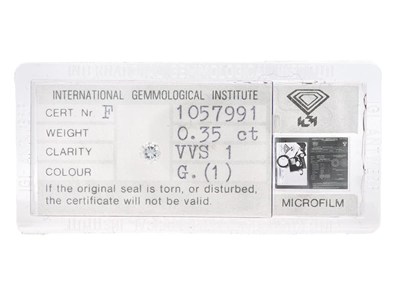 INTERNATIONAL GEMMOLOGICAL INSTITUTE
CERT Nr. F 1057991
WEIGHT 0.35 ct
CLARITY VVS 1
COLOUR G.(1)
If the original seal is torn, or disturbed,
the certificate will not be valid.
MICROFILM